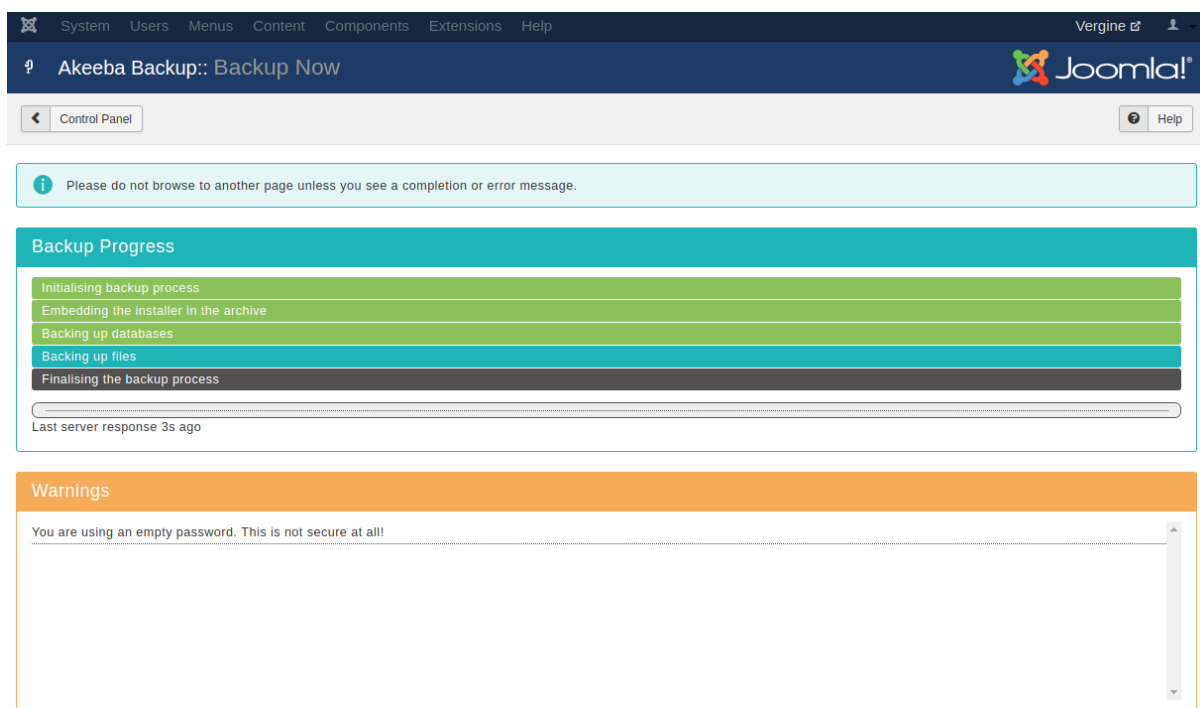 System Users Menus Content Components Extensions Help Vergine
Akeeba Backup:: Backup Now Joomla!®
Control Panel Help
Please do not browse to another page unless you see a completion or error message.
Backup Progress
Initialising backup process
Embedding the installer in the archive
Backing up databases
Backing up files
Finalising the backup process
Last server response 3s ago
Warnings
You are using an empty password. This is not secure at all!